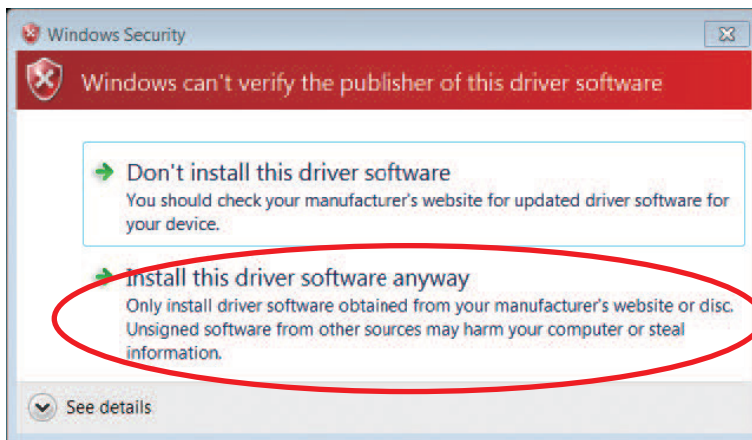 Windows Security
Windows can't verify the publisher of this driver software
Don't install this driver software
You should check your manufacturer's website for updated driver software for
your device.
Install this driver software anyway
Only install driver software obtained from your manufacturer's website or disc.
Unsigned software from other sources may harm your computer or steal
information.
See details